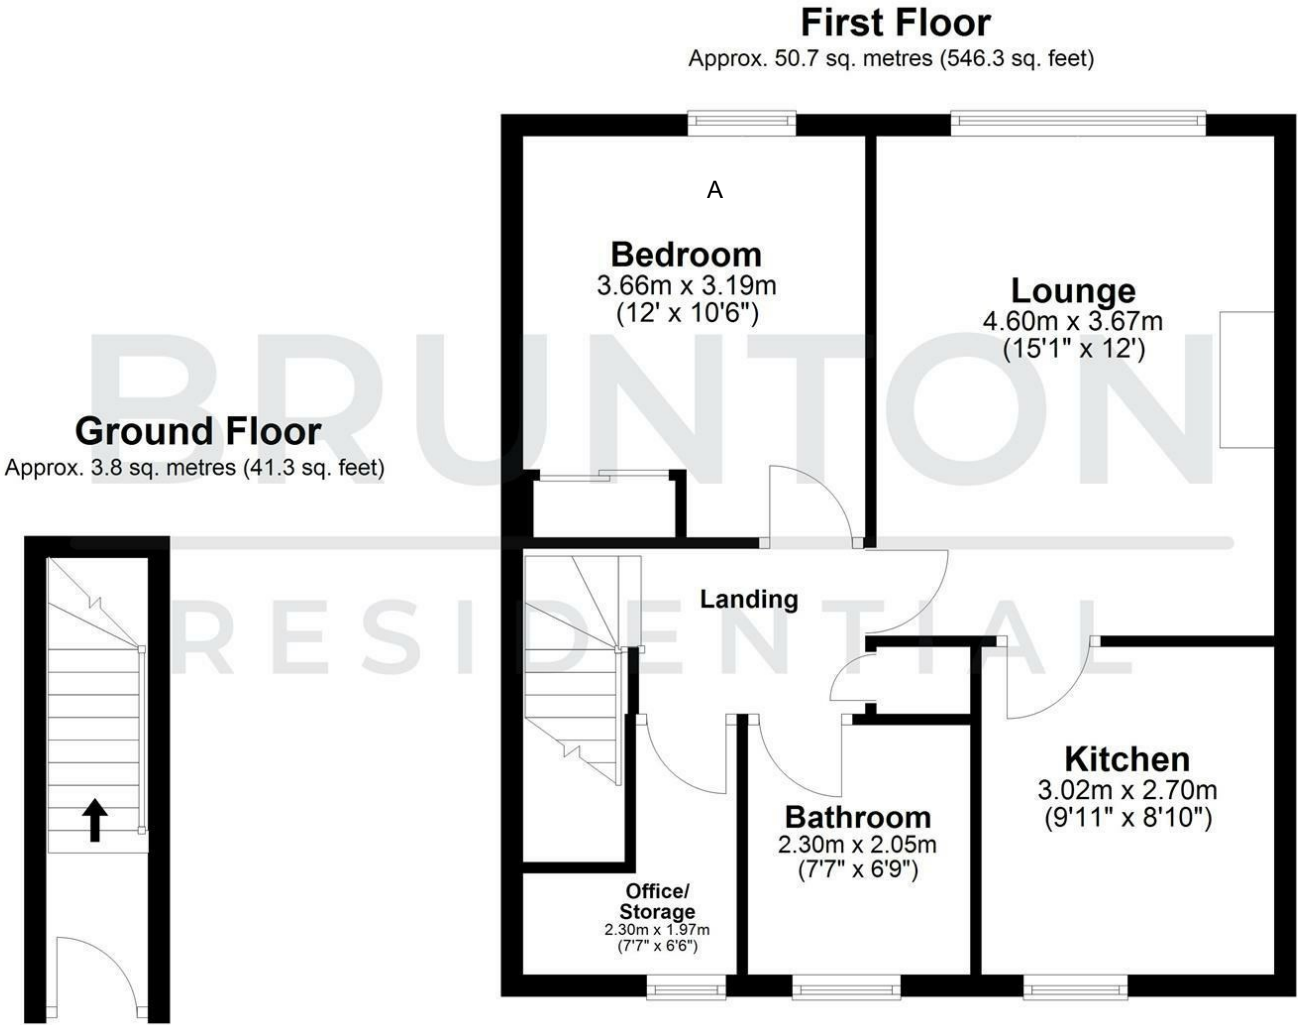 First Floor
Approx. 50.7 sq. metres (546.3 sq. feet)
A
Bedroom
3.66m x 3.19m
(12' x 10'6")
Lounge
4.60m x 3.67m
(15'1" x 12')
BRUNTON
RESIDENTIAL
Ground Floor
Approx. 3.8 sq. metres (41.3 sq. feet)
Landing
Kitchen
3.02m x 2.70m
(9'11" x 8'10")
Bathroom
2.30m x 2.05m
(7'7" x 6'9")
Office/
Storage
2.30m x 1.97m
(7'7" x 6'6")